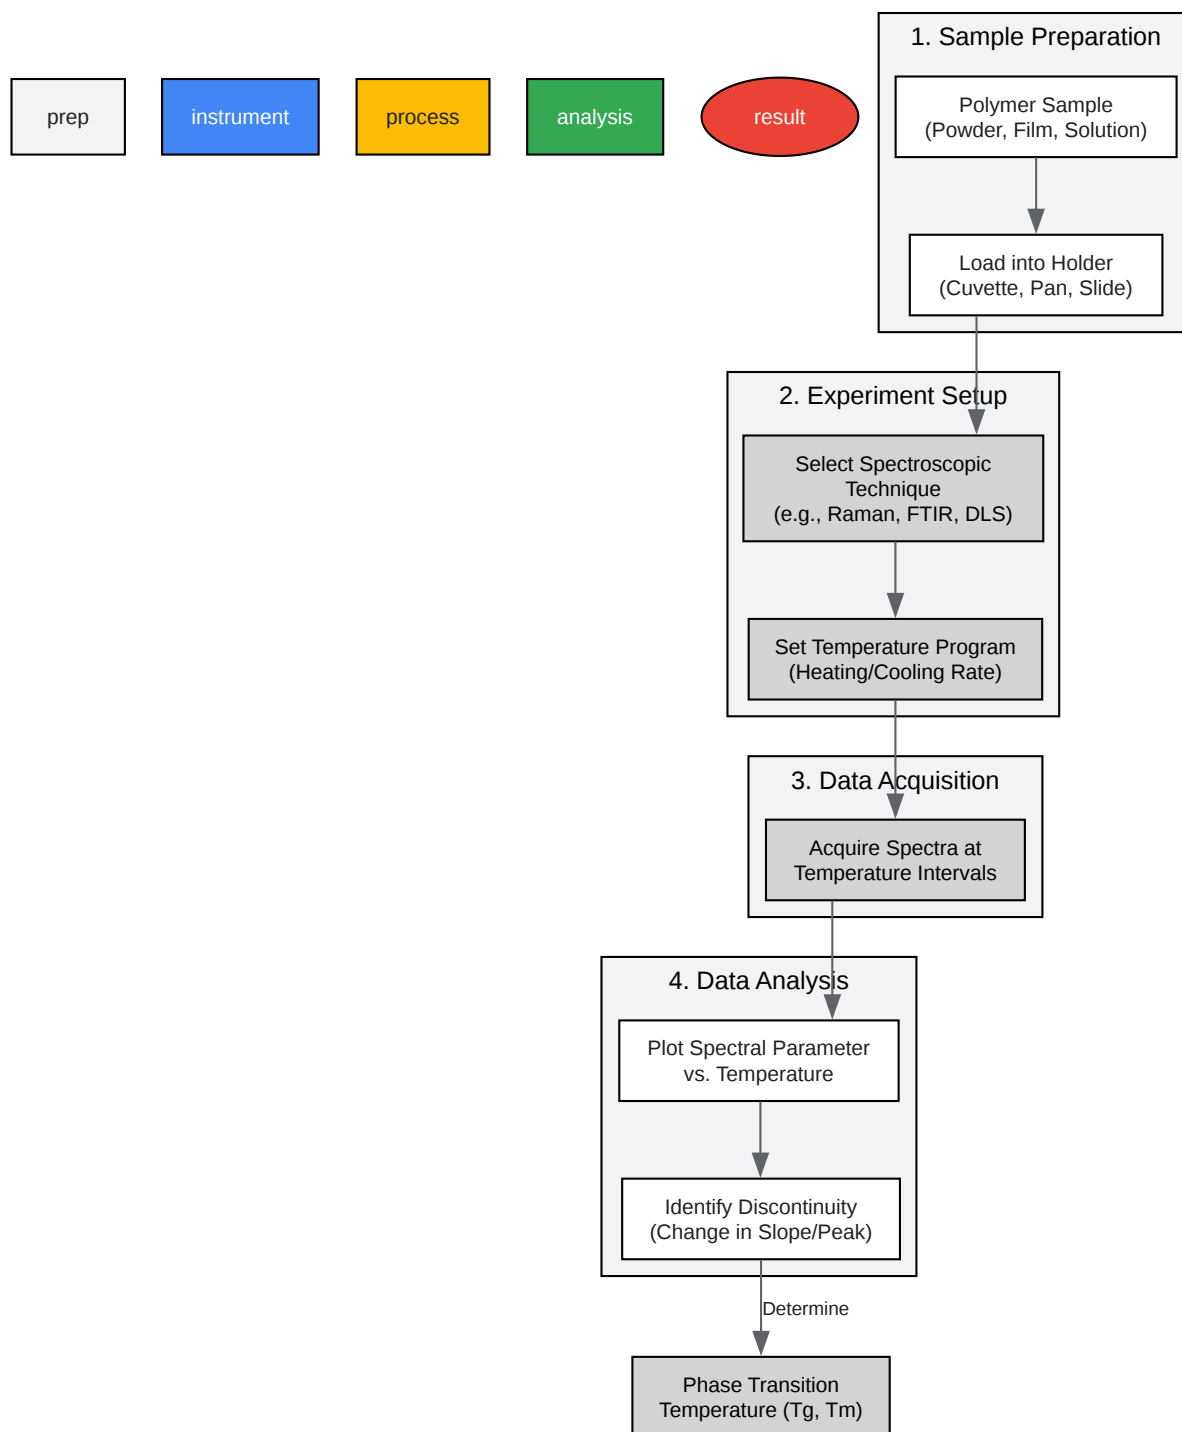 prep
instrument
process
analysis
result
1. Sample Preparation
Polymer Sample
(Powder, Film, Solution)
Load into Holder
(Cuvette, Pan, Slide)
2. Experiment Setup
Select Spectroscopic
Technique
(e.g., Raman, FTIR, DLS)
Set Temperature Program
(Heating/Cooling Rate)
3. Data Acquisition
Acquire Spectra at
Temperature Intervals
4. Data Analysis
Plot Spectral Parameter
vs. Temperature
Identify Discontinuity
(Change in Slope/Peak)
Determine
Phase Transition
Temperature (Tg, Tm)